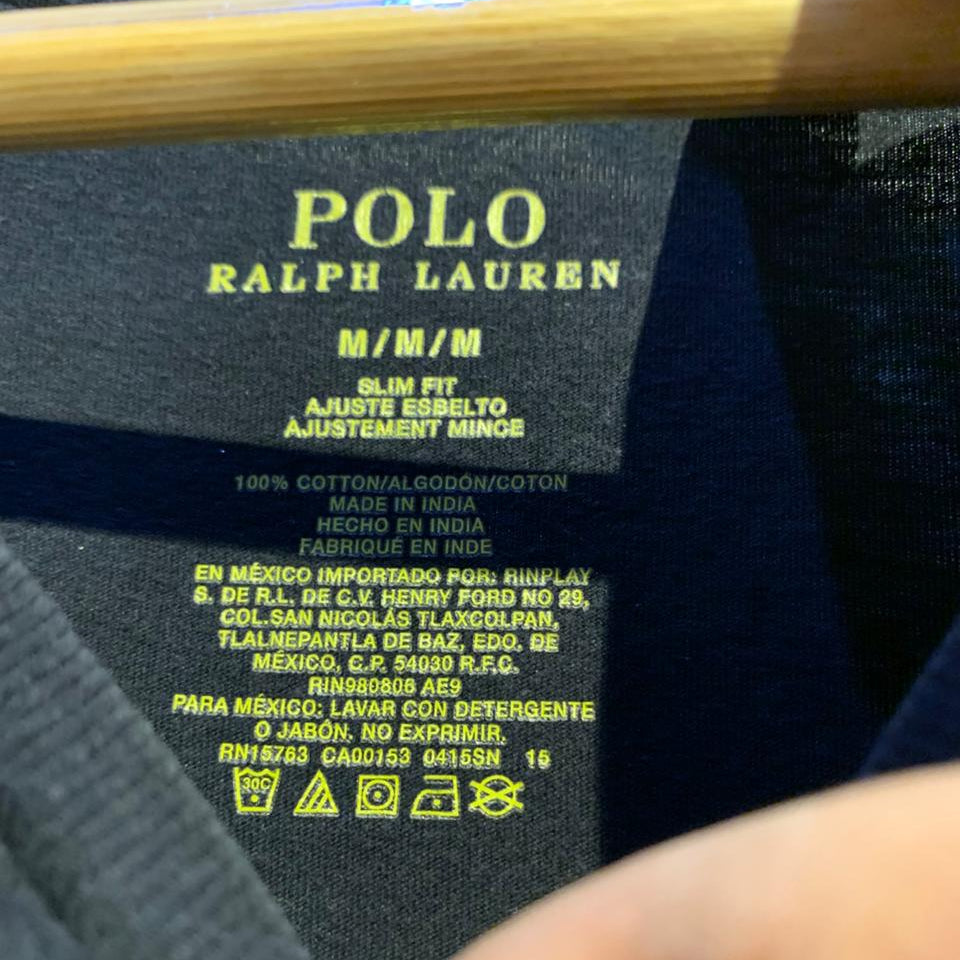 POLO
RALPH LAUREN
M/M/M
SLIM FIT
AJUSTE ESBELTO
AJUSTEMENT MINCE
100% COTTON/ALGODÓN/COTON
MADE IN INDIA
HECHO EN INDIA
FABRIQUÉ EN INDE
EN MÉXICO IMPORTADO POR: RINPLAY
S. DE R.L. DE C.V. HENRY FORD NO 29,
COL.SAN NICOLÁS TLAXCOLPAN,
TLALNEPANTLA DE BAZ, EDO. DE
MÉXICO, C.P. 54030 R.F.C.
RIN980806 AE9
PARA MÉXICO: LAVAR CON DETERGENTE
O JABÓN. NO EXPRIMIR.
RN15763 CA00153 0415SN 15
30C